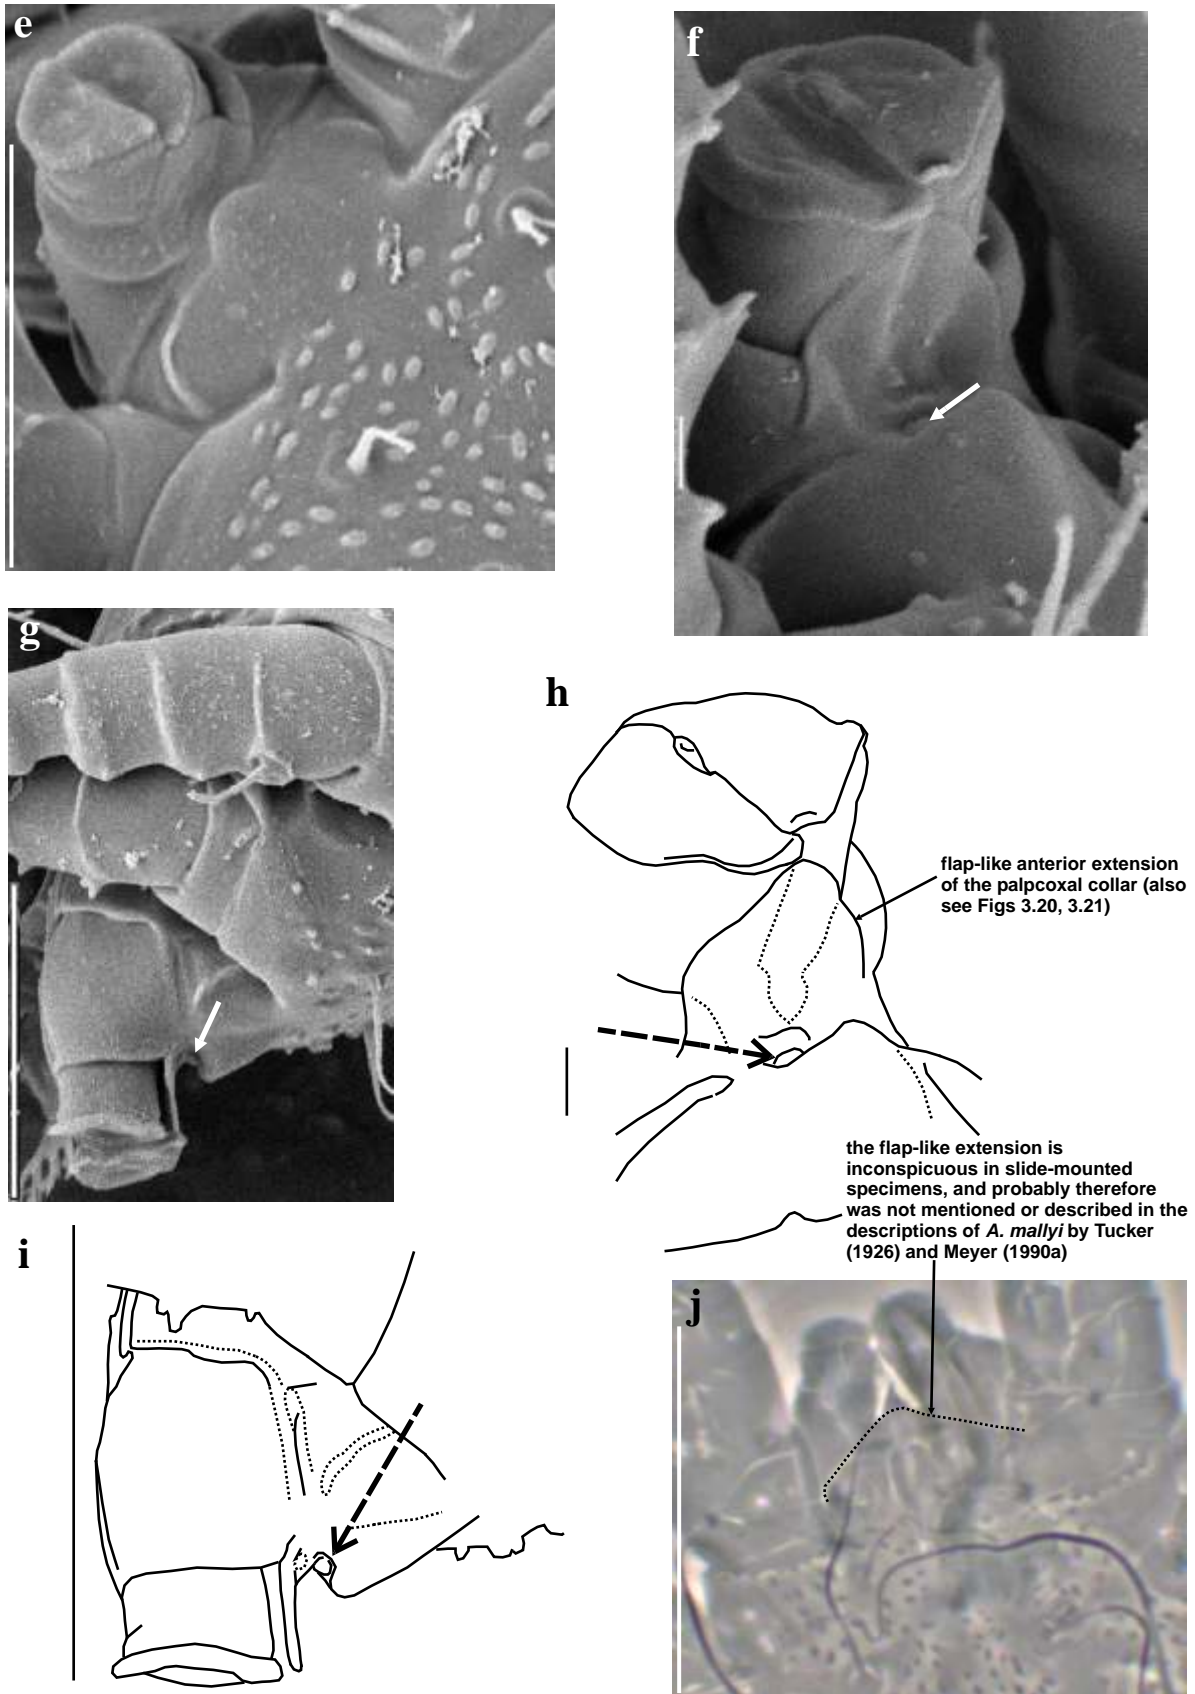 e
f
g
h
flap-like anterior extension
of the palpcoxal collar (also
see Figs 3.20, 3.21)
the flap-like extension is
inconspicuous in slide-mounted
specimens, and probably therefore
was not mentioned or described in the
descriptions of A. mallyi by Tucker
(1926) and Meyer (1990a)
i
j